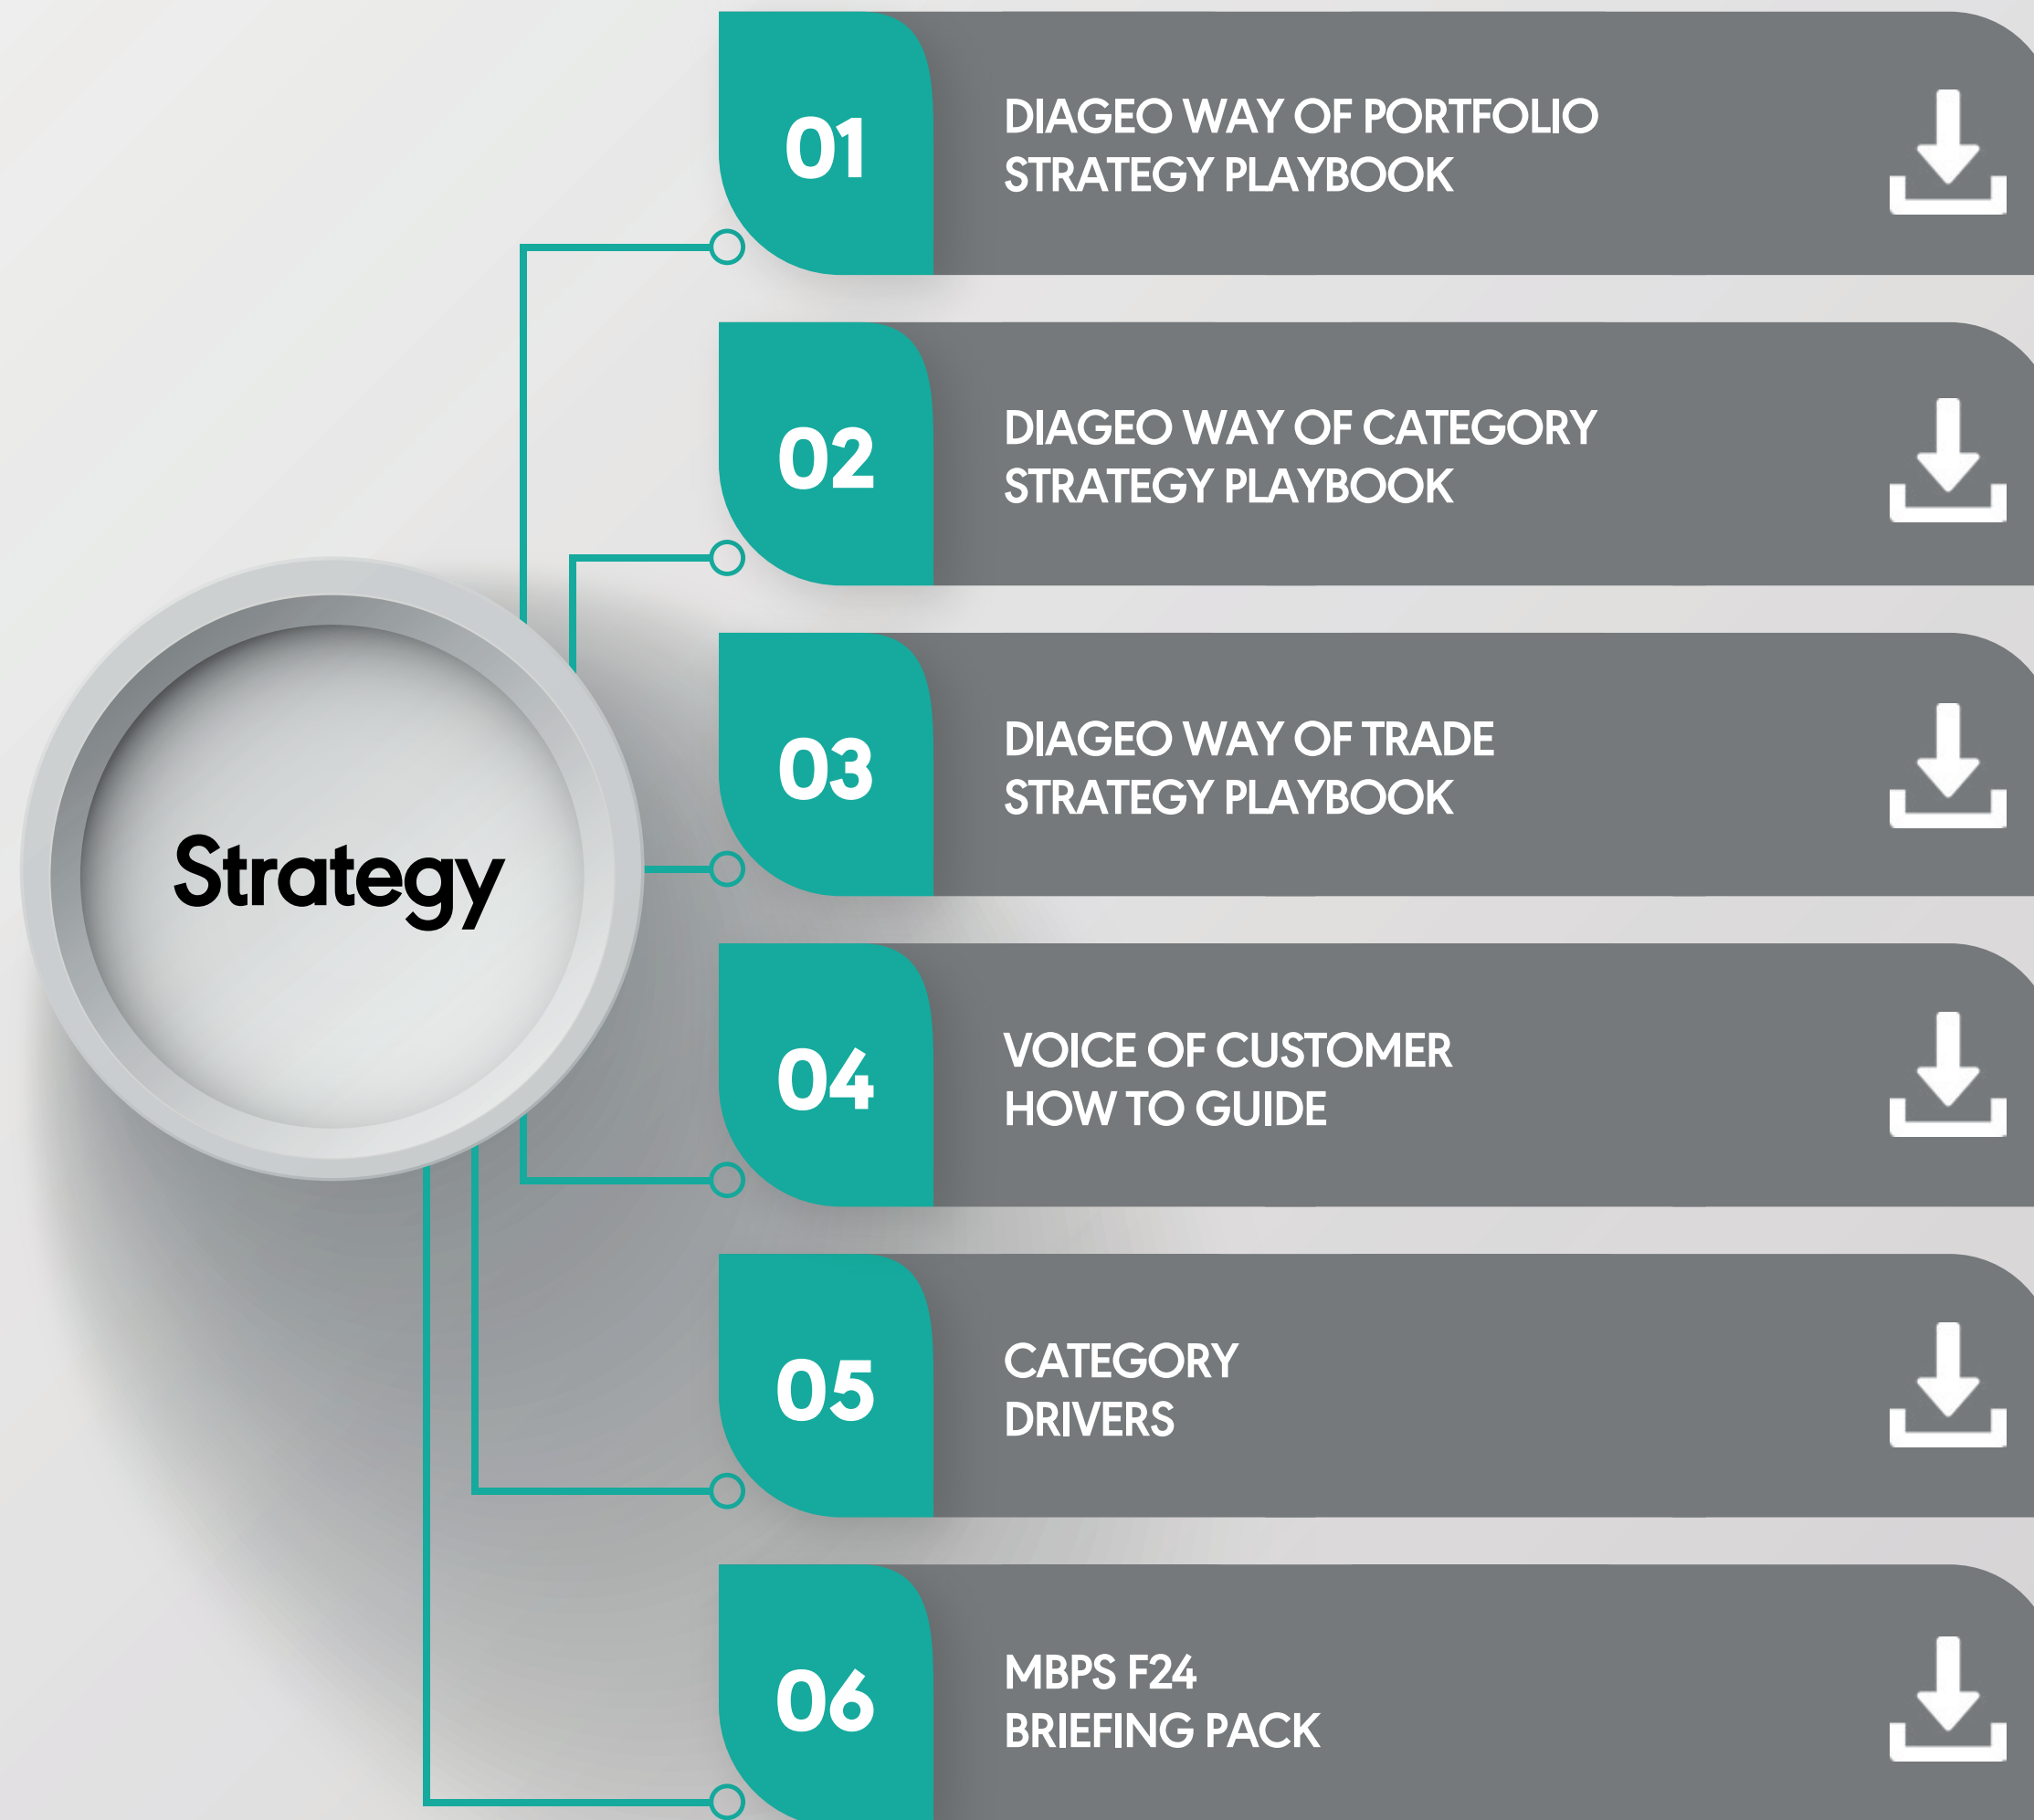 Strategy
01
DIAGEO WAY OF PORTFOLIO
STRATEGY PLAYBOOK
02
DIAGEO WAY OF CATEGORY
STRATEGY PLAYBOOK
03
DIAGEO WAY OF TRADE
STRATEGY PLAYBOOK
04
VOICE OF CUSTOMER
HOW TO GUIDE
05
CATEGORY
DRIVERS
06
MBPS F24
BRIEFING PACK